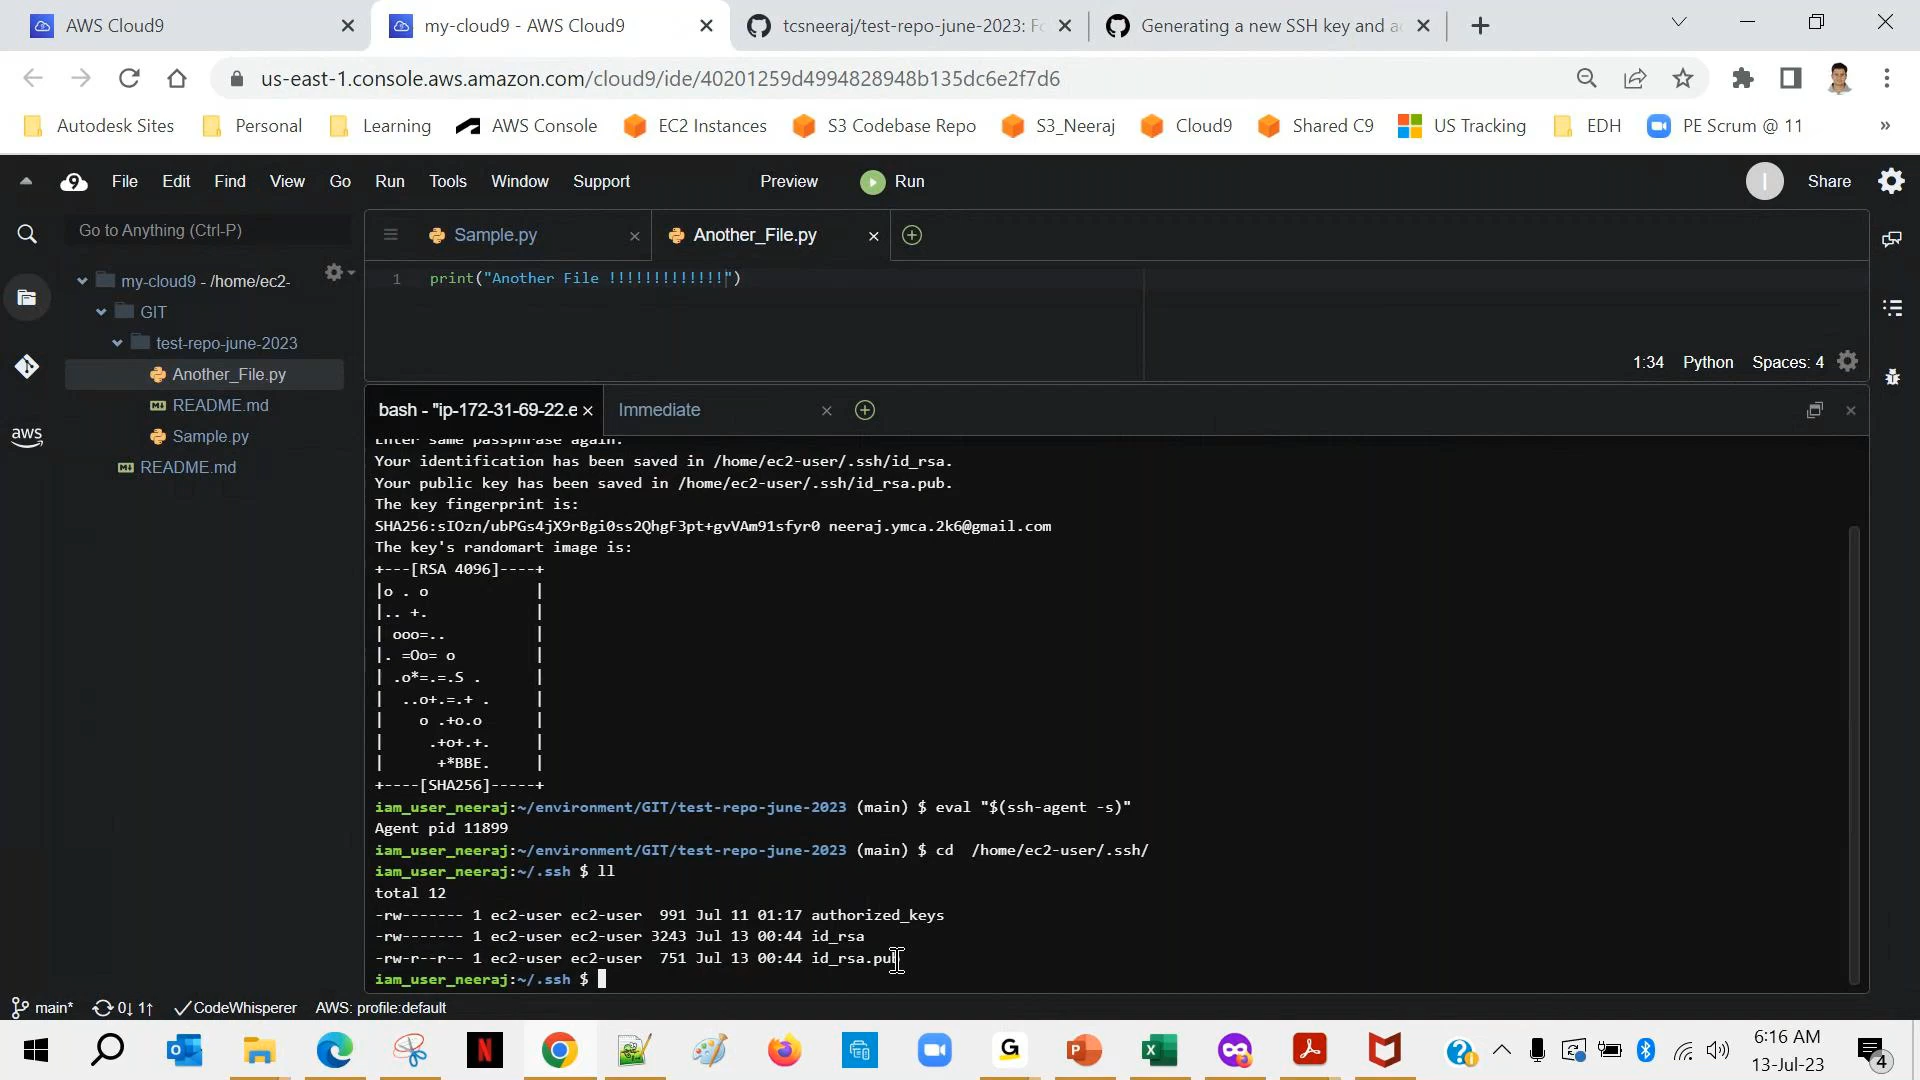 AWS Cloud9
my-cloud9 - AWS Cloud9
tcsneeraj/test-repo-june-2023: Fo
Generating a new SSH key and a
us-east-1.console.aws.amazon.com/cloud9/ide/40201259d4994828948b135dc6e2f7d6
Autodesk Sites
Personal
Learning
AWS Console
EC2 Instances
S3 Codebase Repo
S3_Neeraj
Cloud9
Shared C9
US Tracking
EDH
PE Scrum @ 11
»
9 File Edit Find View Go Run Tools Window Support Preview Run I Share
Go to Anything (Ctrl-P)
Sample.py
Another_File.py
my-cloud9 - /home/ec2-
GIT
test-repo-june-2023
Another_File.py
README.md
Sample.py
README.md
aws
1 print("Another File !!!!!!!!!!!!!")
1:34 Python Spaces: 4
bash - "ip-172-31-69-22.e
Immediate
Enter same passphrase again:
Your identification has been saved in /home/ec2-user/.ssh/id_rsa.
Your public key has been saved in /home/ec2-user/.ssh/id_rsa.pub.
The key fingerprint is:
SHA256:sIOzn/ubPGs4jX9rBgi0ss2QhgF3pt+gvVAm91sfyr0 neeraj.ymca.2k6@gmail.com
The key's randomart image is:
+---[RSA 4096]----+
|o . o            |
|.. +.            |
| ooo=..          |
|. =Oo= o         |
| .o*=.=.S .      |
|  ..o+.=.+ .     |
|    o .+o.o      |
|     .+o+.+.     |
|      +*BBE.     |
+----[SHA256]-----+
iam_user_neeraj:~/environment/GIT/test-repo-june-2023 (main) $ eval "$(ssh-agent -s)"
Agent pid 11899
iam_user_neeraj:~/environment/GIT/test-repo-june-2023 (main) $ cd  /home/ec2-user/.ssh/
iam_user_neeraj:~/.ssh $ ll
total 12
-rw------- 1 ec2-user ec2-user  991 Jul 11 01:17 authorized_keys
-rw------- 1 ec2-user ec2-user 3243 Jul 13 00:44 id_rsa
-rw-r--r-- 1 ec2-user ec2-user  751 Jul 13 00:44 id_rsa.pub
iam_user_neeraj:~/.ssh $
main* 0↓ 1↑ CodeWhisperer AWS: profile:default
6:16 AM
13-Jul-23
4